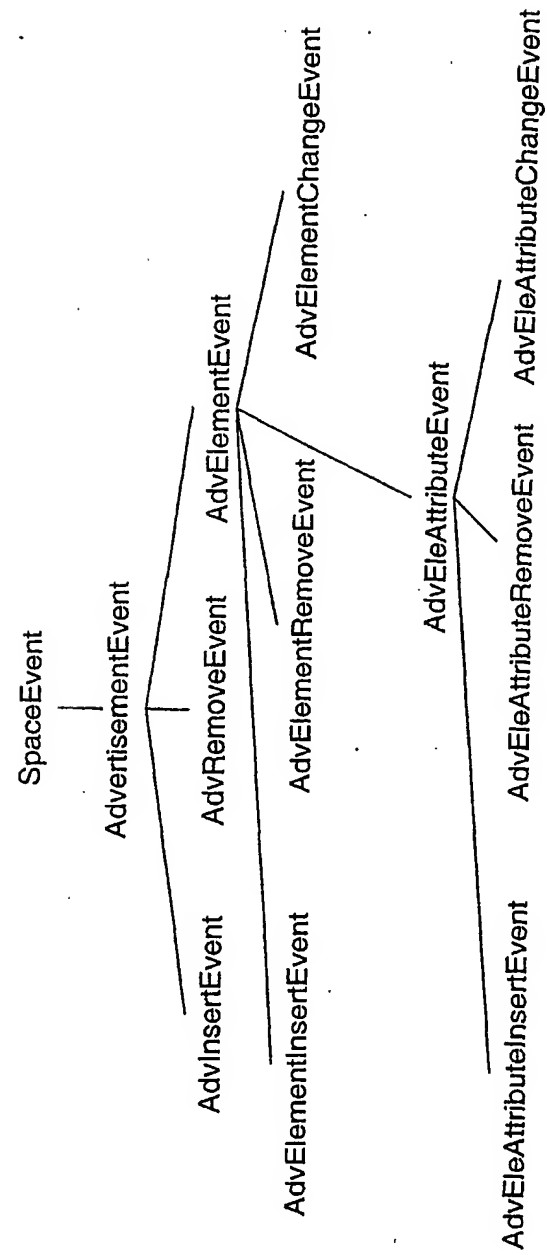 SpaceEvent
AdvertisementEvent
AdvInsertEvent
AdvRemoveEvent
AdvElementEvent
AdvElementInsertEvent
AdvElementRemoveEvent
AdvElementChangeEvent
AdvEleAttributeEvent
AdvEleAttributeInsertEvent
AdvEleAttributeRemoveEvent
AdvEleAttributeChangeEvent